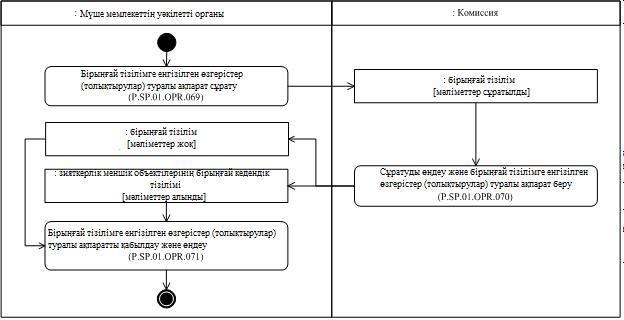 : Мүше мемлекеттің уәкілетті органы
: Комиссия
Бірыңғай тізілімге енгізілген өзгерістер
(толықтырулар) туралы ақпарат сұрату
(P.SP.01.OPR.069)
: бірыңғай тізілім
[мәліметтер сұратылды]
: бірыңғай тізілім
[мәліметтер жоқ]
: зияткерлік меншік объектілерінің бірыңғай кедендік
тізілімі
[мәліметтер алынды]
Сұратуды өңдеу және бірыңғай тізілімге енгізілген
өзгерістер (толықтырулар) туралы ақпарат беру
(P.SP.01.OPR.070)
Бірыңғай тізілімге енгізілген өзгерістер (толықтырулар)
туралы ақпаратты қабылдау және өңдеу
(P.SP.01.OPR.071)